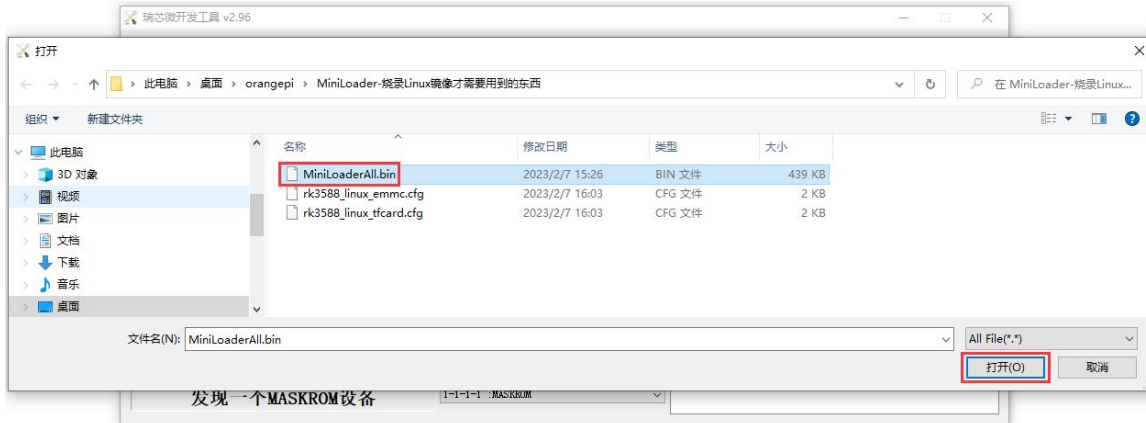 瑞芯微开发工具 v2.96
打开
此电脑 › 桌面 › orangepi › MiniLoader-烧录Linux镜像才需要用到的东西
在 MiniLoader-烧录Linux...
组织 新建文件夹
名称 修改日期 类型 大小
此电脑
3D 对象
视频
图片
文档
下载
音乐
桌面
MiniLoaderAll.bin 2023/2/7 15:26 BIN 文件 439 KB
rk3588_linux_emmc.cfg 2023/2/7 16:03 CFG 文件 2 KB
rk3588_linux_tfcard.cfg 2023/2/7 16:03 CFG 文件 2 KB
文件名(N): MiniLoaderAll.bin
All File(*.*)
打开(O) 取消
发现一个MASKROM设备
1-1-1-1 :MASKROM